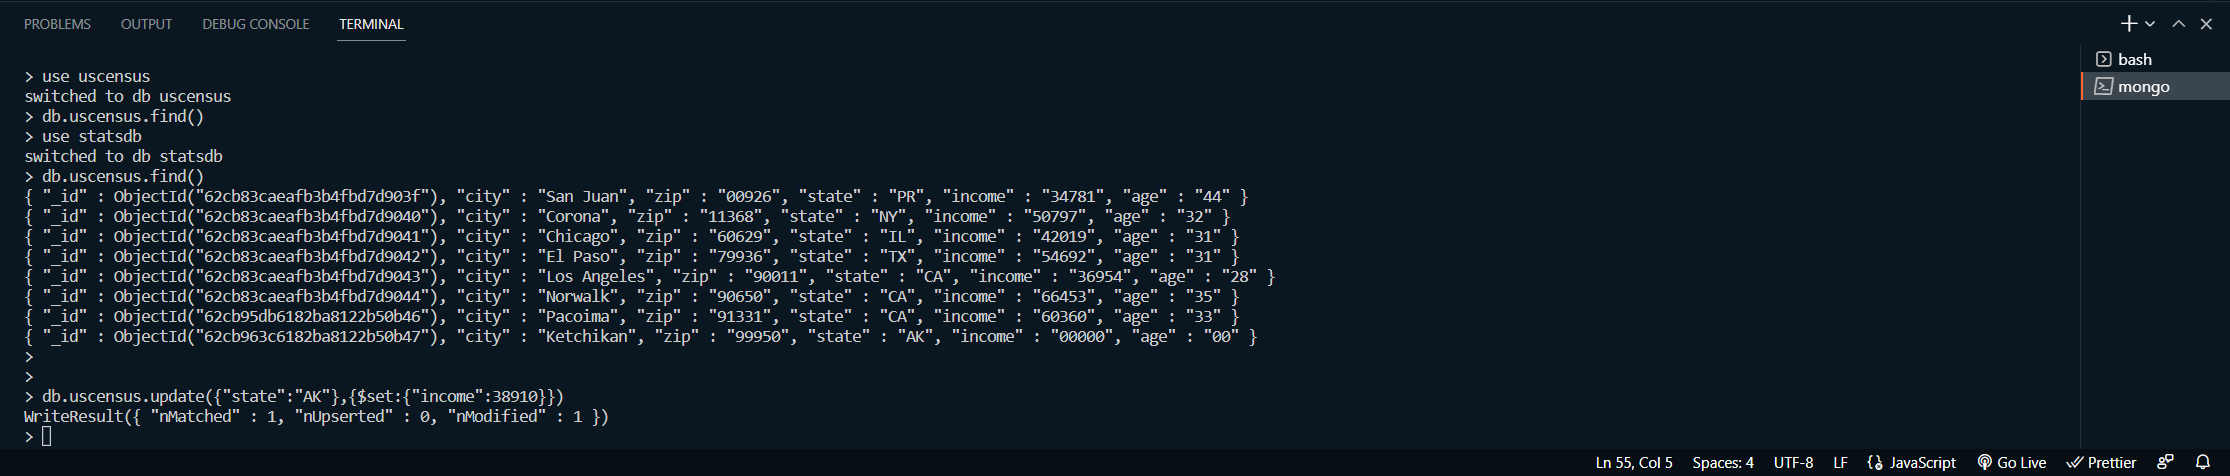 PROBLEMS OUTPUT DEBUG CONSOLE TERMINAL
bash
mongo
> use uscensus
switched to db uscensus
> db.uscensus.find()
> use statsdb
switched to db statsdb
> db.uscensus.find()
{ "_id" : ObjectId("62cb83caeafb3b4fbd7d903f"), "city" : "San Juan", "zip" : "00926", "state" : "PR", "income" : "34781", "age" : "44" }
{ "_id" : ObjectId("62cb83caeafb3b4fbd7d9040"), "city" : "Corona", "zip" : "11368", "state" : "NY", "income" : "50797", "age" : "32" }
{ "_id" : ObjectId("62cb83caeafb3b4fbd7d9041"), "city" : "Chicago", "zip" : "60629", "state" : "IL", "income" : "42019", "age" : "31" }
{ "_id" : ObjectId("62cb83caeafb3b4fbd7d9042"), "city" : "El Paso", "zip" : "79936", "state" : "TX", "income" : "54692", "age" : "31" }
{ "_id" : ObjectId("62cb83caeafb3b4fbd7d9043"), "city" : "Los Angeles", "zip" : "90011", "state" : "CA", "income" : "36954", "age" : "28" }
{ "_id" : ObjectId("62cb83caeafb3b4fbd7d9044"), "city" : "Norwalk", "zip" : "90650", "state" : "CA", "income" : "66453", "age" : "35" }
{ "_id" : ObjectId("62cb95db6182ba8122b50b46"), "city" : "Pacoima", "zip" : "91331", "state" : "CA", "income" : "60360", "age" : "33" }
{ "_id" : ObjectId("62cb963c6182ba8122b50b47"), "city" : "Ketchikan", "zip" : "99950", "state" : "AK", "income" : "00000", "age" : "00" }
>
>
> db.uscensus.update({"state":"AK"},{$set:{"income":38910}})
WriteResult({ "nMatched" : 1, "nUpserted" : 0, "nModified" : 1 })
>
Ln 55, Col 5 Spaces: 4 UTF-8 LF JavaScript Go Live Prettier